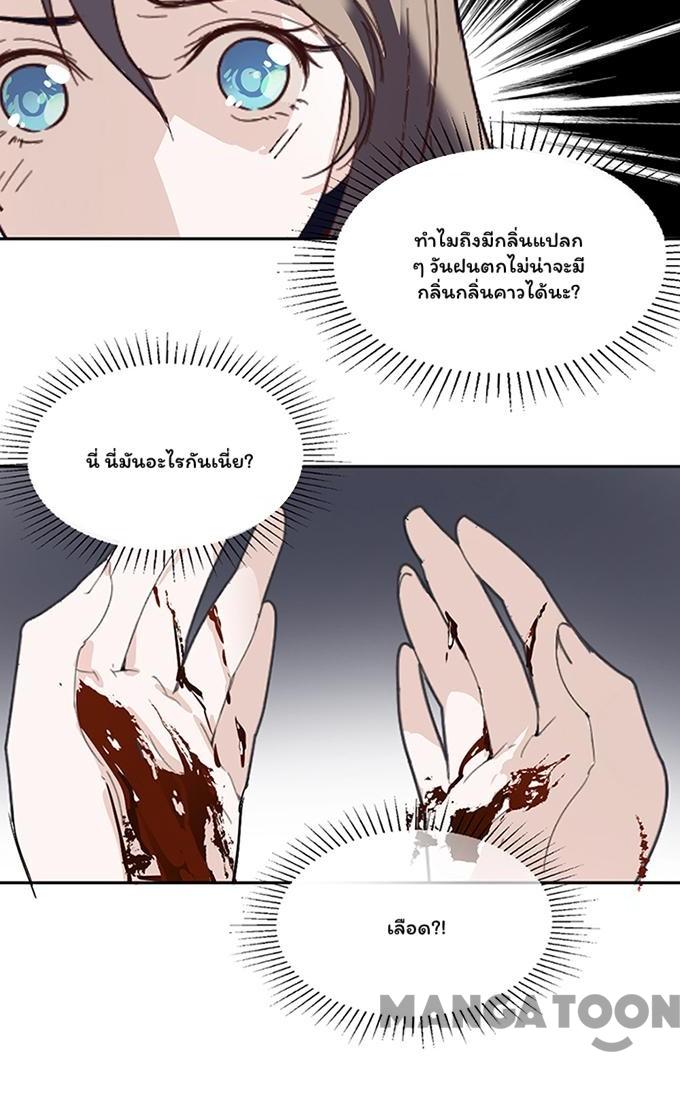 ทำไมถึงมีกลิ่นแปลก
ๆ วันฝนตกไม่น่าจะมี
กลิ่นกลิ่นคาวได้นะ?
นี่ นี่มันอะไรกันเนี่ย?
เลือด?!
MANGATOON